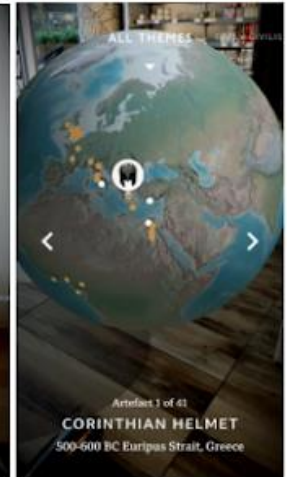 ALL THEMES
Artefact 1 of 41
CORINTHIAN HELMET
500-600 BC Euripus Strait, Greece